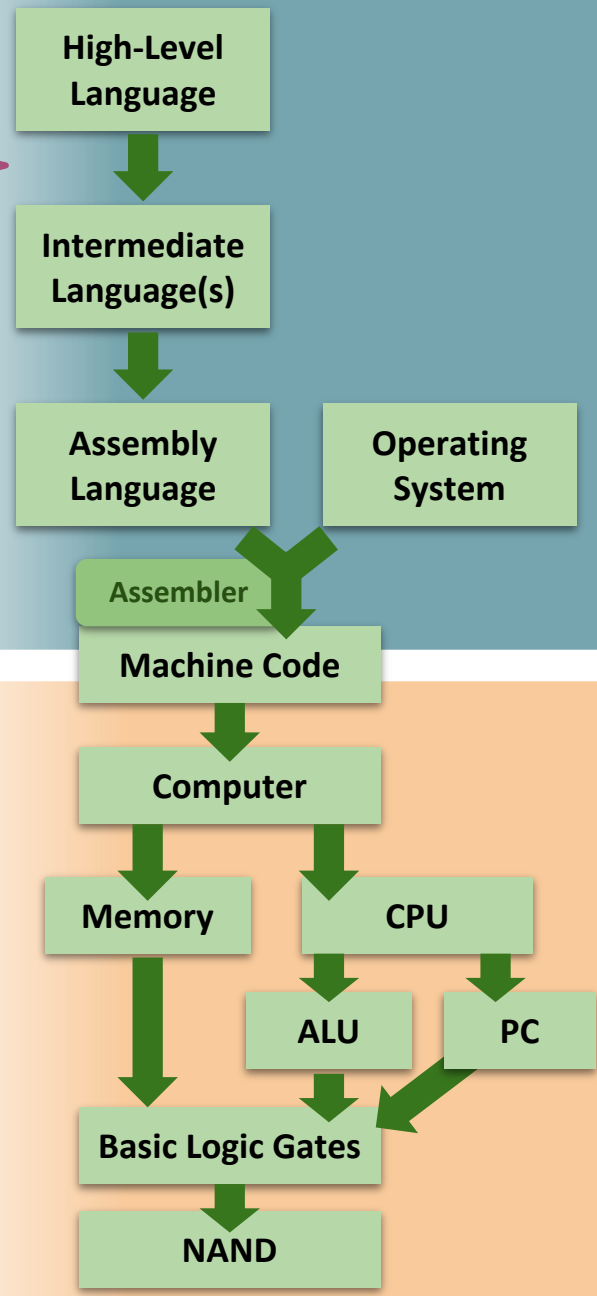 High-Level
Language
Intermediate
Language(s)
Assembly
Language
Operating
System
Assembler
Machine Code
Computer
Memory
CPU
ALU
PC
Basic Logic Gates
NAND